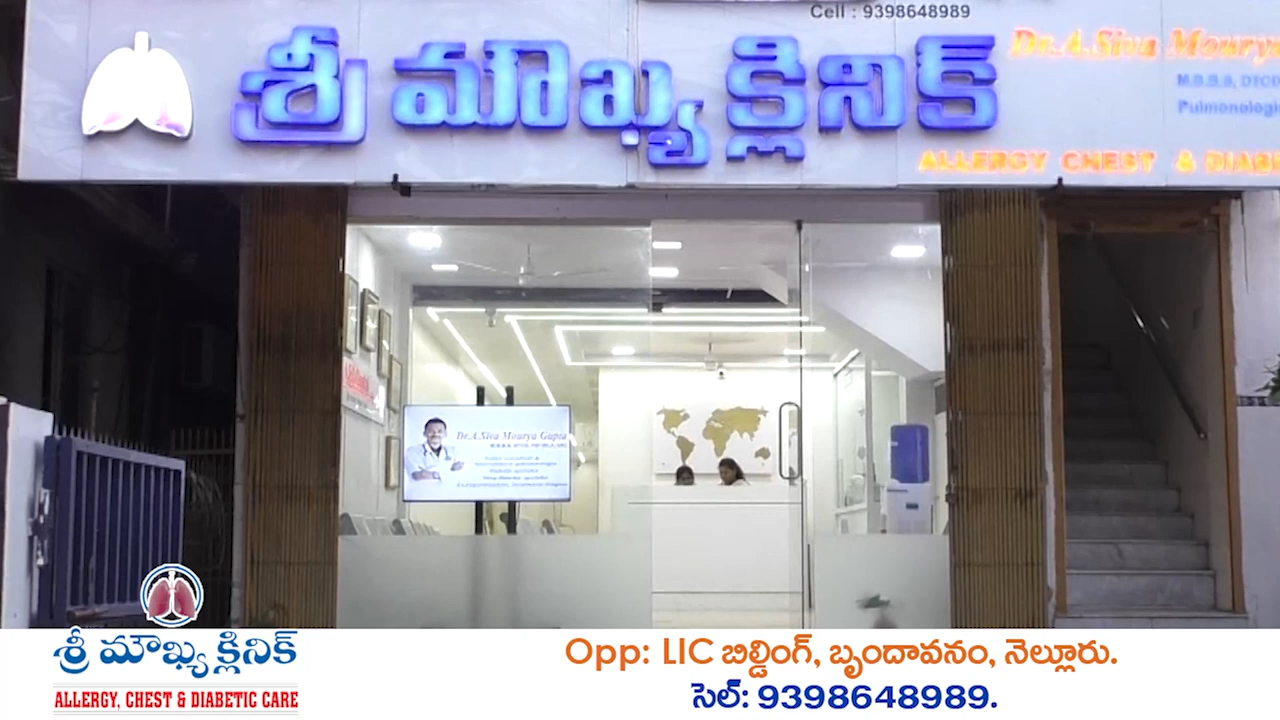 Cell : 9398648989
శ్రీ మౌఖ్య క్లినిక్
Dr.A.Siva Mourya
M.B.B.S, DTCD
Pulmonologi
ALLERGY CHEST & DIABE
Dr.A.Siva Mourya Gupta
శ్రీ మౌఖ్య క్లినిక్
ALLERGY, CHEST & DIABETIC CARE
Opp: LIC బిల్డింగ్, బృందావనం, నెల్లూరు.
సెల్: 9398648989.